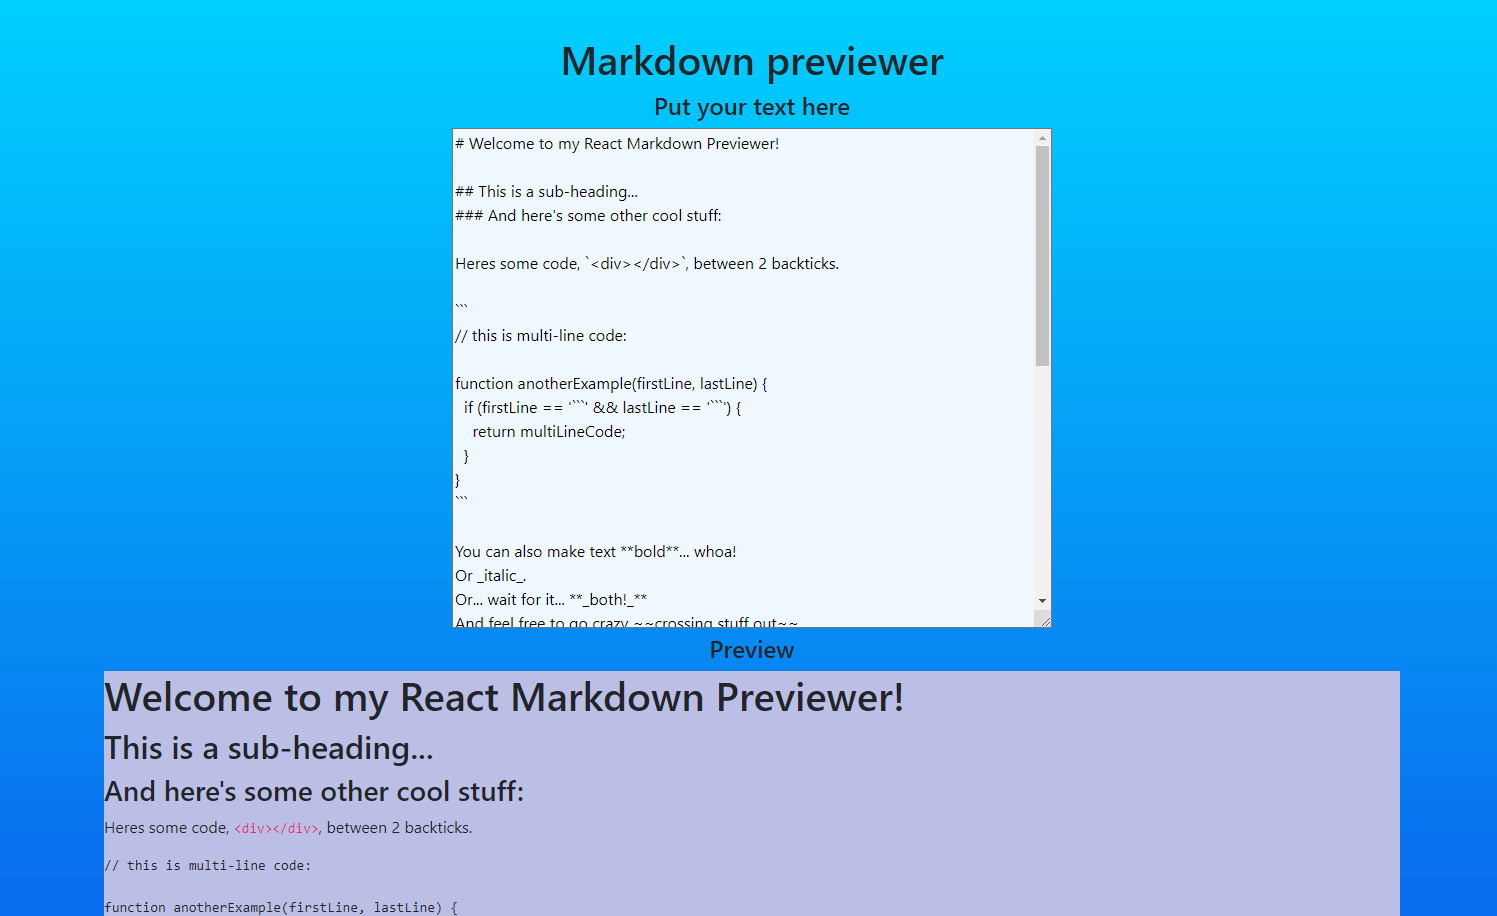 Markdown previewer
Put your text here
# Welcome to my React Markdown Previewer!
## This is a sub-heading...
### And here's some other cool stuff:
Heres some code, `<div></div>`, between 2 backticks.
```
// this is multi-line code:
function anotherExample(firstLine, lastLine) {
  if (firstLine == '```' && lastLine == '```') {
    return multiLineCode;
  }
}
```
You can also make text **bold**... whoa!
Or _italic_.
Or... wait for it... **_both!_**
And feel free to go crazy ~~crossing stuff out~~
Preview
Welcome to my React Markdown Previewer!
This is a sub-heading...
And here's some other cool stuff:
Heres some code, <div></div>, between 2 backticks.
// this is multi-line code:
function anotherExample(firstLine, lastLine) {